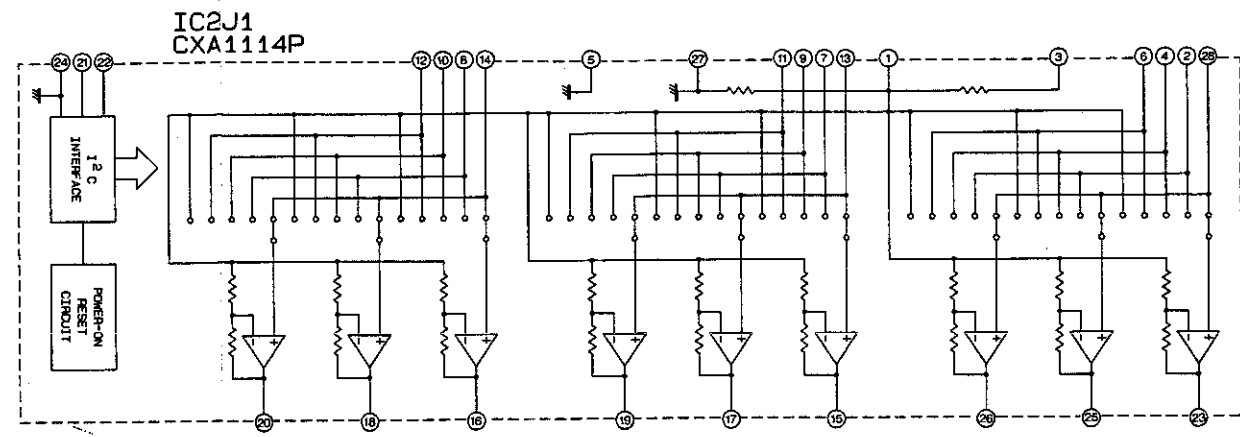 IC2J1
CXA1114P
24 21 22 12 10 8 14 5 27 11 9 7 13 1 3 6 4 2 28
I²C
INTERFACE
POWER-ON
RESET
CIRCUIT
- + - + - + - + - + - + - + - + - +
20 18 16 19 17 15 26 25 23